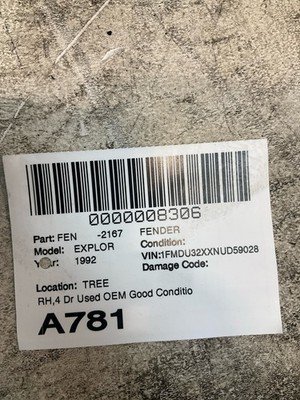 0000008306
Part: FEN -2167 FENDER
Model: EXPLOR Condition:
Year: 1992 VIN:1FMDU32XXNUD59028
Damage Code:
Location: TREE
RH,4 Dr Used OEM Good Conditio
A781